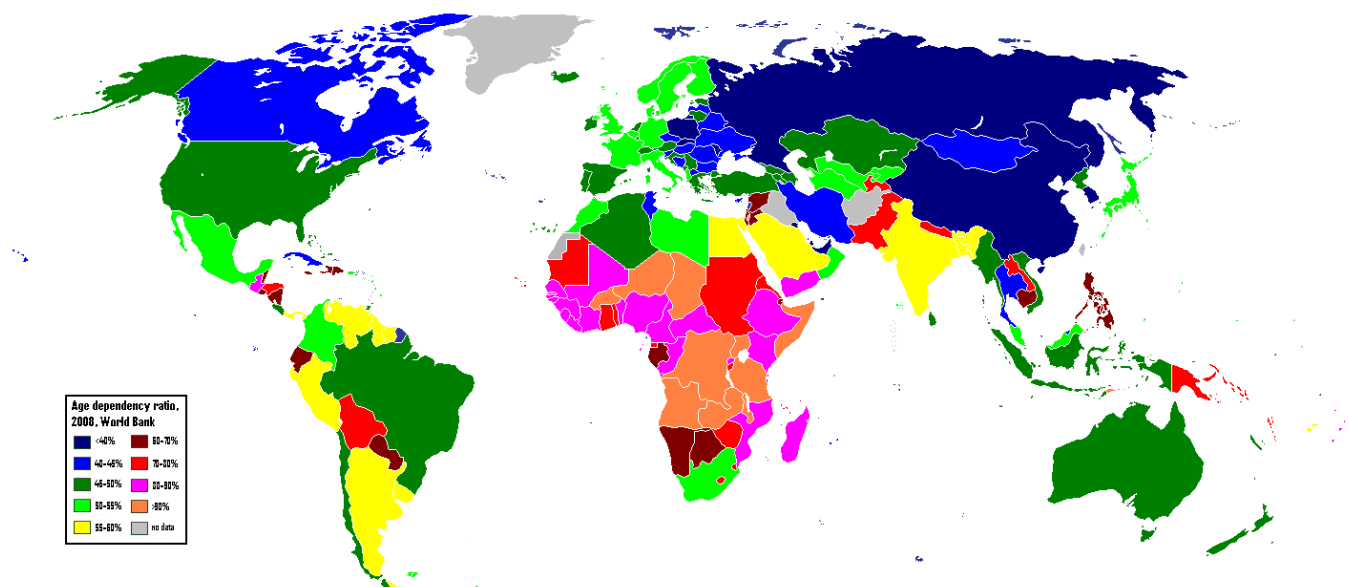 Age dependency ratio,
2008, World Bank
<40% 60-70%
40-45% 70-80%
45-50% 80-90%
50-55% >90%
55-60% no data